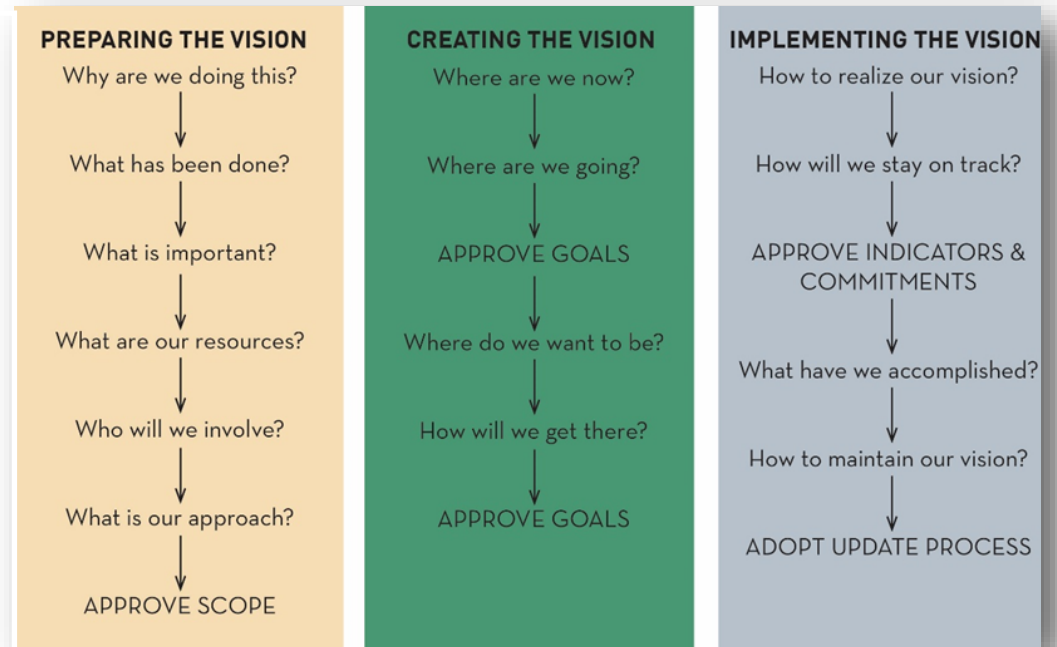 PREPARING THE VISION
Why are we doing this?
What has been done?
What is important?
What are our resources?
Who will we involve?
What is our approach?
APPROVE SCOPE
CREATING THE VISION
Where are we now?
Where are we going?
APPROVE GOALS
Where do we want to be?
How will we get there?
APPROVE GOALS
IMPLEMENTING THE VISION
How to realize our vision?
How will we stay on track?
APPROVE INDICATORS &
COMMITMENTS
What have we accomplished?
How to maintain our vision?
ADOPT UPDATE PROCESS